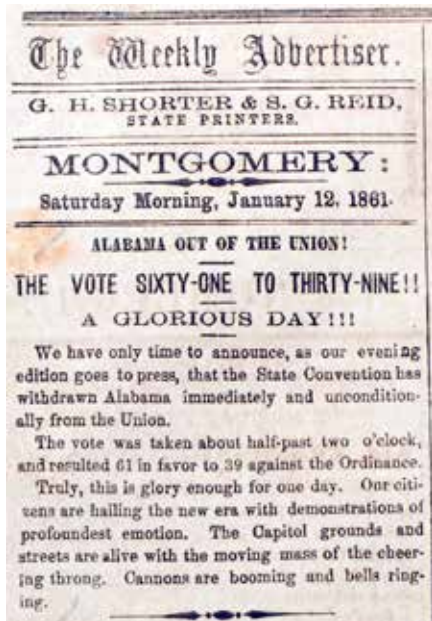 The Weekly Advertiser.
G. H. SHORTER & S. G. REID,
STATE PRINTERS.
MONTGOMERY:
Saturday Morning, January 12, 1861.
ALABAMA OUT OF THE UNION!
THE VOTE SIXTY-ONE TO THIRTY-NINE!!
A GLORIOUS DAY!!!
We have only time to announce, as our evening
edition goes to press, that the State Convention has
withdrawn Alabama immediately and uncondition-
ally from the Union.
The vote was taken about half-past two o'clock,
and resulted 61 in favor to 39 against the Ordinance.
Truly, this is glory enough for one day. Our citi-
zens are hailing the new era with demonstrations of
profoundest emotion. The Capitol grounds and
streets are alive with the moving mass of the cheer-
ing throng. Cannons are booming and bells ring-
ing.